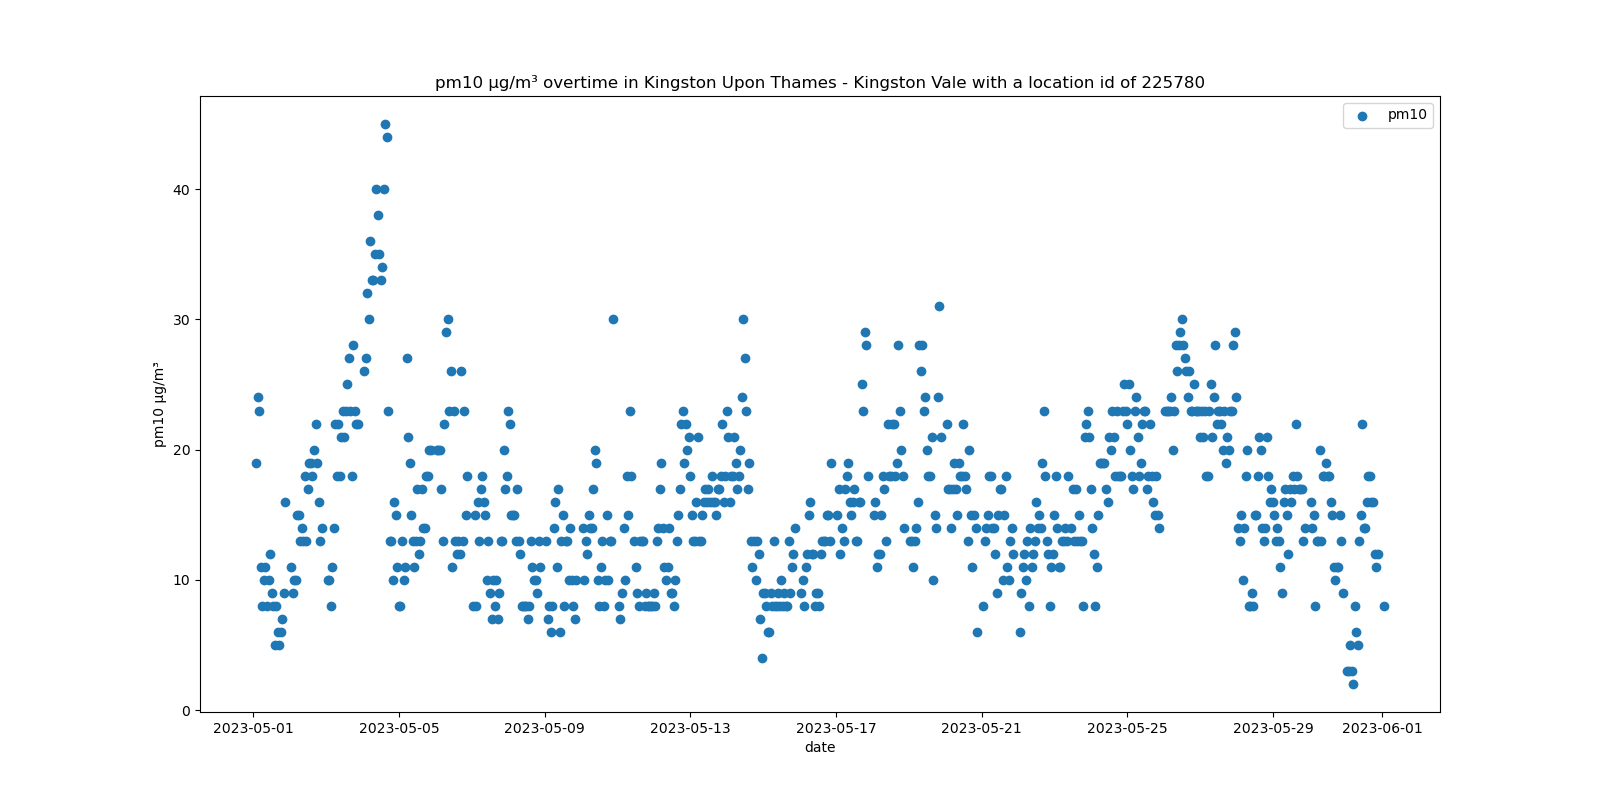 pm10 μg/m³ overtime in Kingston Upon Thames - Kingston Vale with a location id of 225780
pm10
40
30
20
10
0
pm10 μg/m³
2023-05-01 2023-05-05 2023-05-09 2023-05-13 2023-05-17 2023-05-21 2023-05-25 2023-05-29 2023-06-01
date